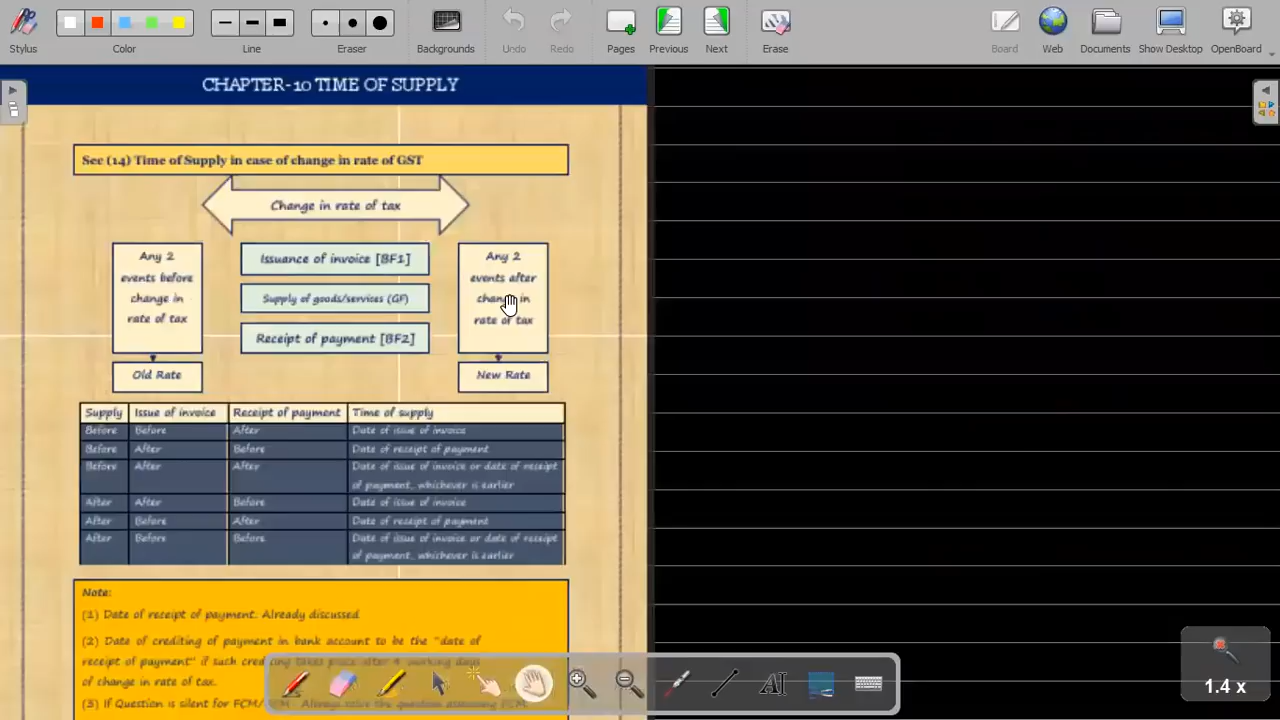 Stylus
Color
Line
Eraser
Backgrounds
Undo
Redo
Pages
Previous
Next
Erase
Board
Web
Documents
Show Desktop
OpenBoard
CHAPTER-10 TIME OF SUPPLY
Sec (14) Time of Supply in case of change in rate of GST
Change in rate of tax
Any 2
events before
change in
rate of tax
Old Rate
Issuance of invoice [BF1]
Supply of goods/services (GF)
Receipt of payment [BF2]
Any 2
events after
change in
rate of tax
New Rate
Supply Issue of invoice Receipt of payment Time of supply
Before Before After Date of issue of invoice
Before After Before Date of receipt of payment
Before After After Date of issue of invoice or date of receipt
of payment, whichever is earlier
After After Before Date of issue of invoice
After Before After Date of receipt of payment
After Before Before Date of issue of invoice or date of receipt
of payment, whichever is earlier
Note:
(1) Date of receipt of payment: Already discussed
(2) Date of crediting of payment in bank account to be the "date of
receipt of payment" if such crediting takes place after 4 working days
of change in rate of tax.
(3) If Question is silent for FCM/ Always solve the question assuming FCM
1.4 x